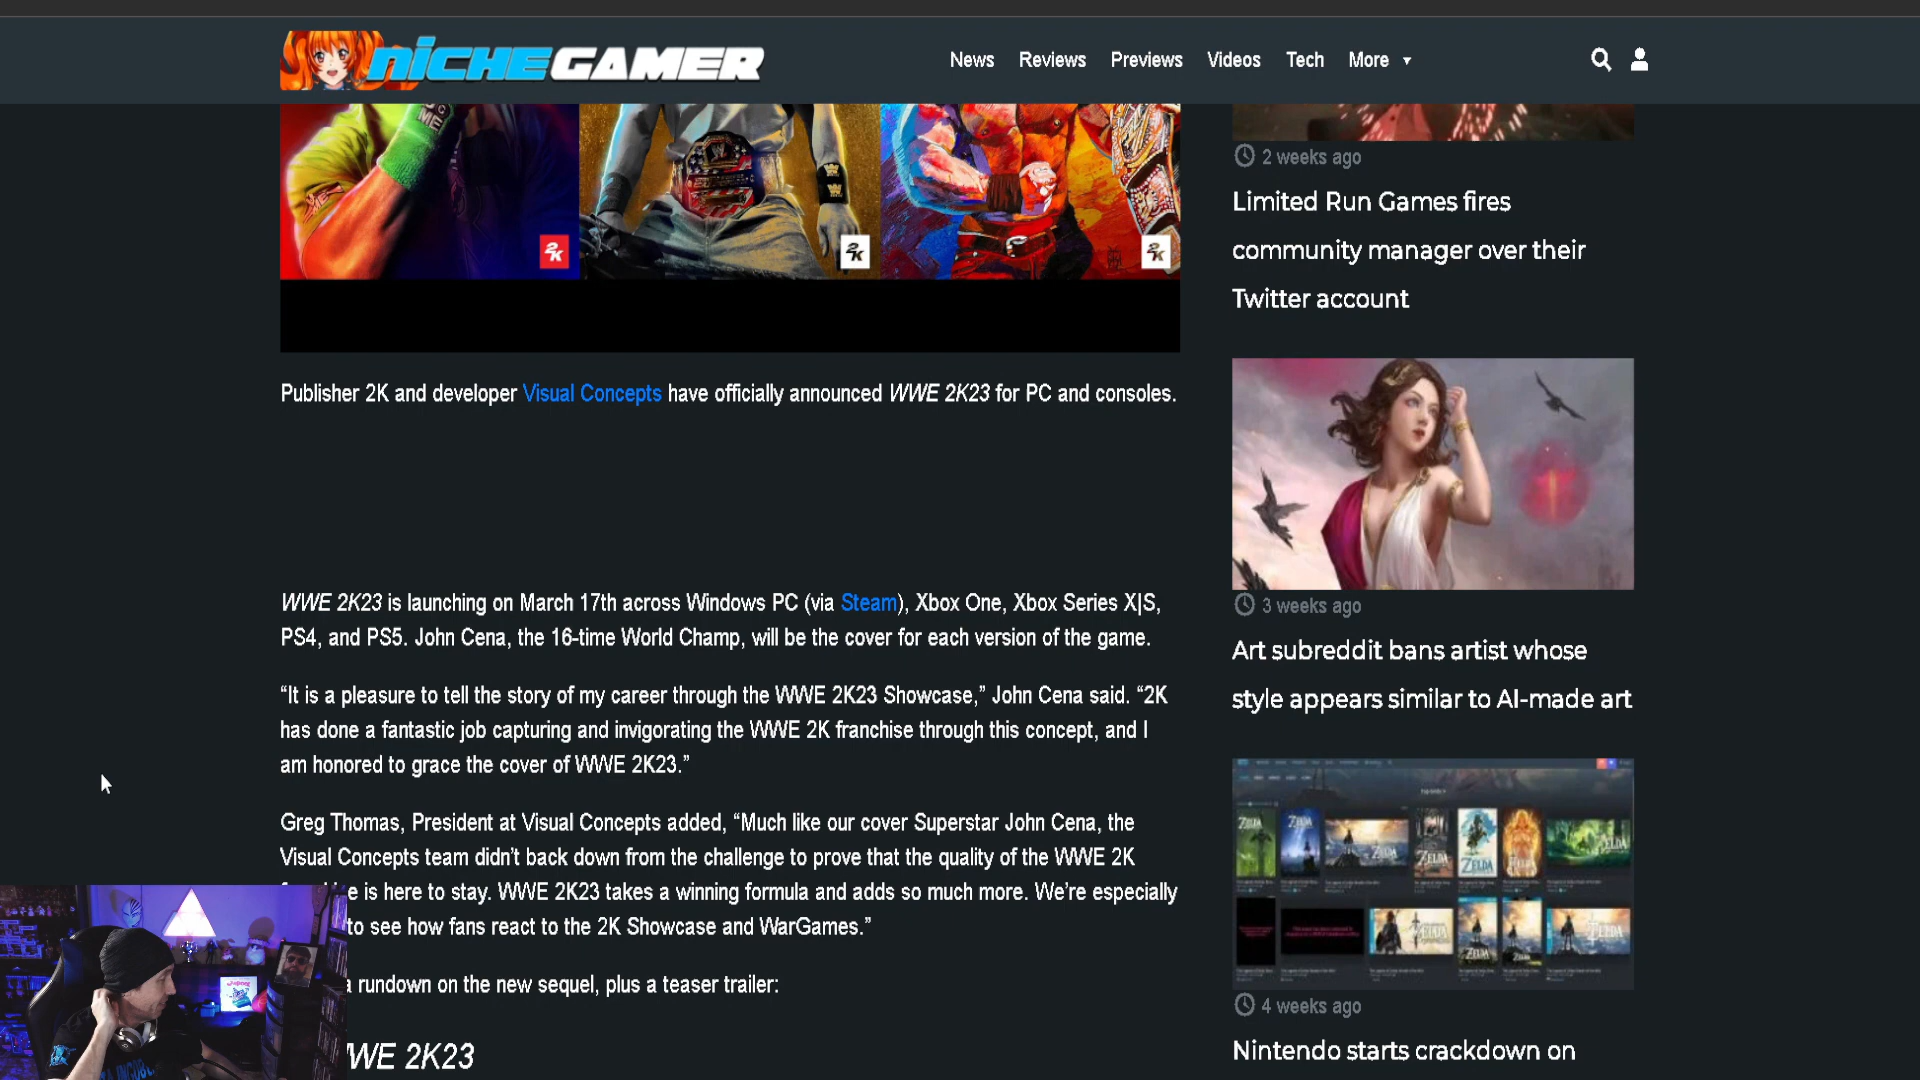 NICHEGAMER
News Reviews Previews Videos Tech More
ME
2K
2K
2K
Publisher 2K and developer Visual Concepts have officially announced WWE 2K23 for PC and consoles.
WWE 2K23 is launching on March 17th across Windows PC (via Steam), Xbox One, Xbox Series X|S,
PS4, and PS5. John Cena, the 16-time World Champ, will be the cover for each version of the game.
“It is a pleasure to tell the story of my career through the WWE 2K23 Showcase,” John Cena said. “2K
has done a fantastic job capturing and invigorating the WWE 2K franchise through this concept, and I
am honored to grace the cover of WWE 2K23.”
Greg Thomas, President at Visual Concepts added, “Much like our cover Superstar John Cena, the
Visual Concepts team didn’t back down from the challenge to prove that the quality of the WWE 2K
is here to stay. WWE 2K23 takes a winning formula and adds so much more. We’re especially
to see how fans react to the 2K Showcase and WarGames.”
a rundown on the new sequel, plus a teaser trailer:
WWE 2K23
2 weeks ago
Limited Run Games fires
community manager over their
Twitter account
3 weeks ago
Art subreddit bans artist whose
style appears similar to AI-made art
ZELDA
ZELDA
ZELDA
ZELDA
ZELDA
ZELDA
4 weeks ago
Nintendo starts crackdown on